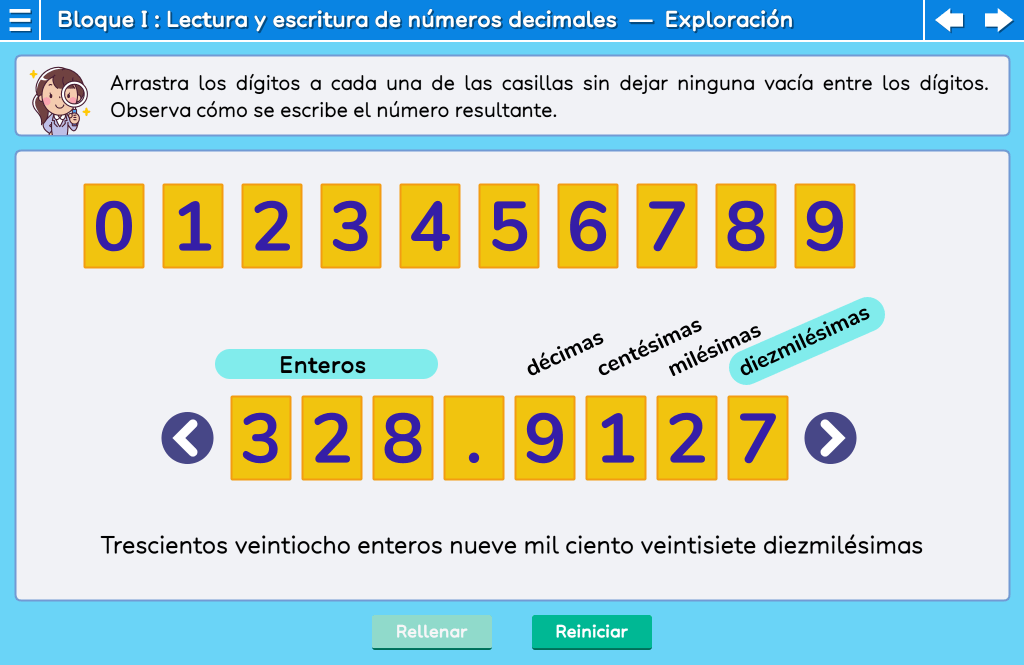 Bloque I : Lectura y escritura de números decimales — Exploración
Arrastra los dígitos a cada una de las casillas sin dejar ninguna vacía entre los dígitos.
Observa cómo se escribe el número resultante.
0 1 2 3 4 5 6 7 8 9
Enteros décimas centésimas milésimas diezmilésimas
3 2 8 . 9 1 2 7
Trescientos veintiocho enteros nueve mil ciento veintisiete diezmilésimas
Rellenar Reiniciar